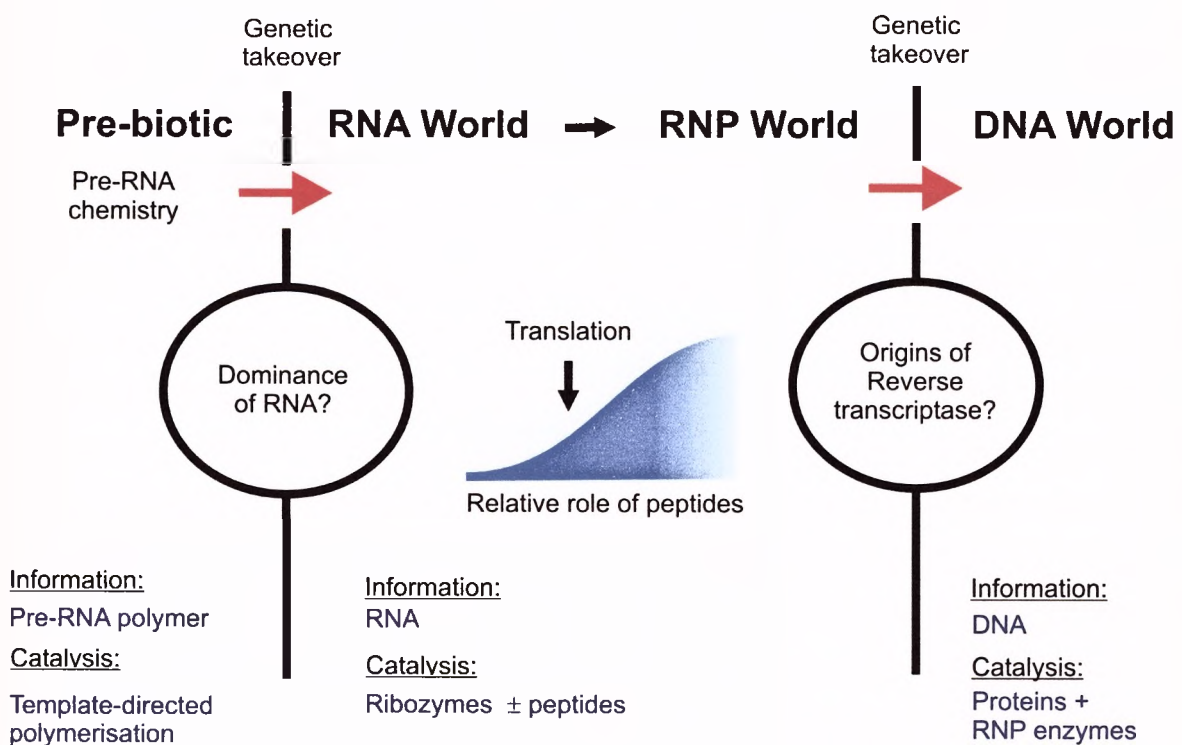 Genetic
takeover
Genetic
takeover
Pre-biotic
RNA World
RNP World
DNA World
Pre-RNA
chemistry
Dominance
of RNA?
Translation
Relative role of peptides
Origins of
Reverse
transcriptase?
Information:
Pre-RNA polymer
Catalysis:
Template-directed
polymerisation
Information:
RNA
Catalysis:
Ribozymes ± peptides
Information:
DNA
Catalysis:
Proteins +
RNP enzymes